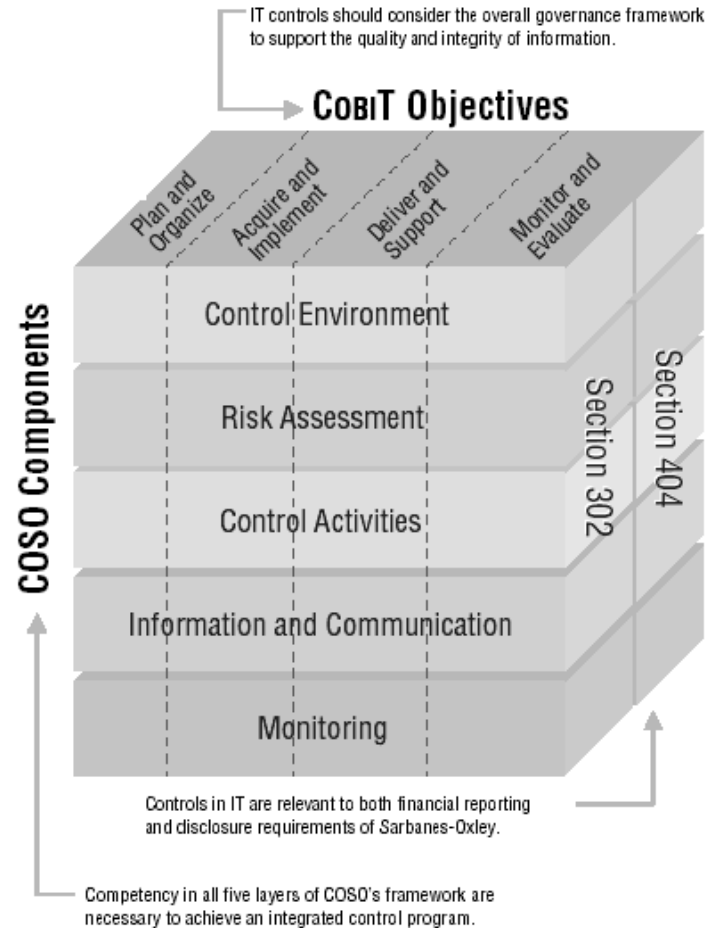 IT controls should consider the overall governance framework
to support the quality and integrity of information.
COBIT Objectives
Plan and
Organize
Acquire and
Implement
Deliver and
Support
Monitor and
Evaluate
COSO Components
Control Environment
Risk Assessment
Control Activities
Information and Communication
Monitoring
Section 302
Section 404
Controls in IT are relevant to both financial reporting
and disclosure requirements of Sarbanes-Oxley.
Competency in all five layers of COSO's framework are
necessary to achieve an integrated control program.